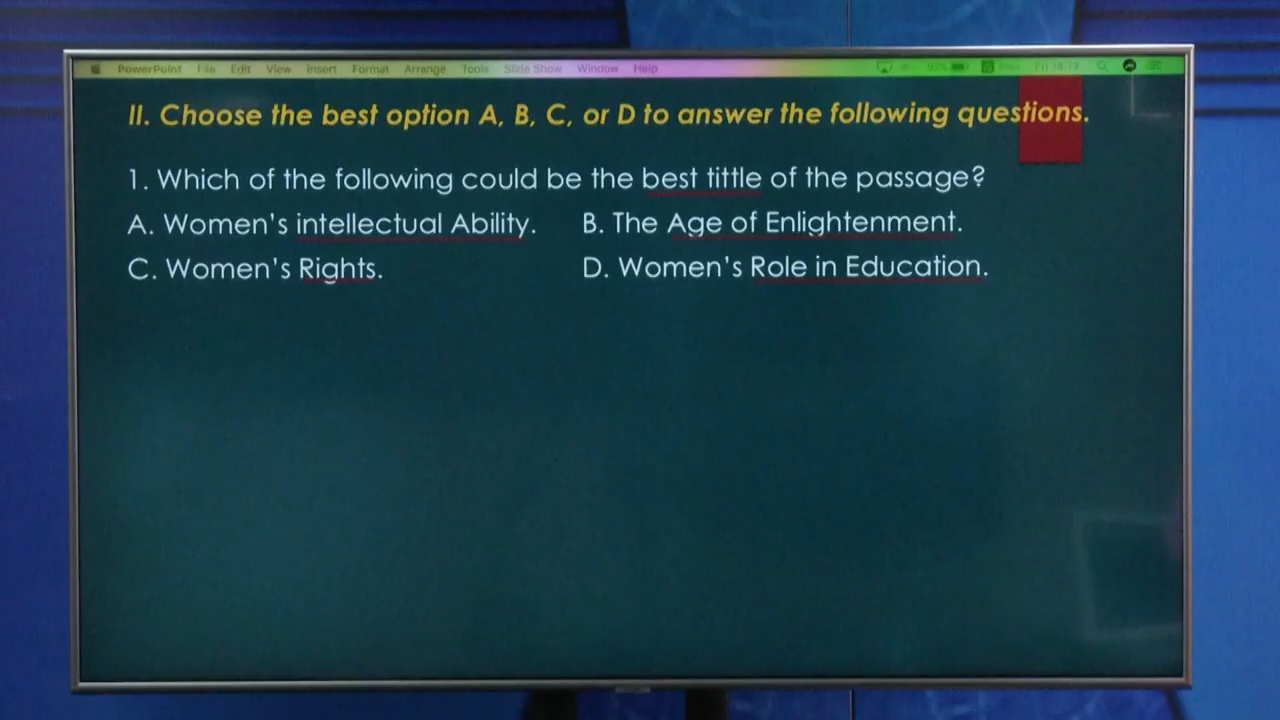 PowerPoint File Edit View Insert Format Arrange Tools Slide Show Window Help
II. Choose the best option A, B, C, or D to answer the following questions.
1. Which of the following could be the best tittle of the passage?
A. Women's intellectual Ability. B. The Age of Enlightenment.
C. Women's Rights. D. Women's Role in Education.